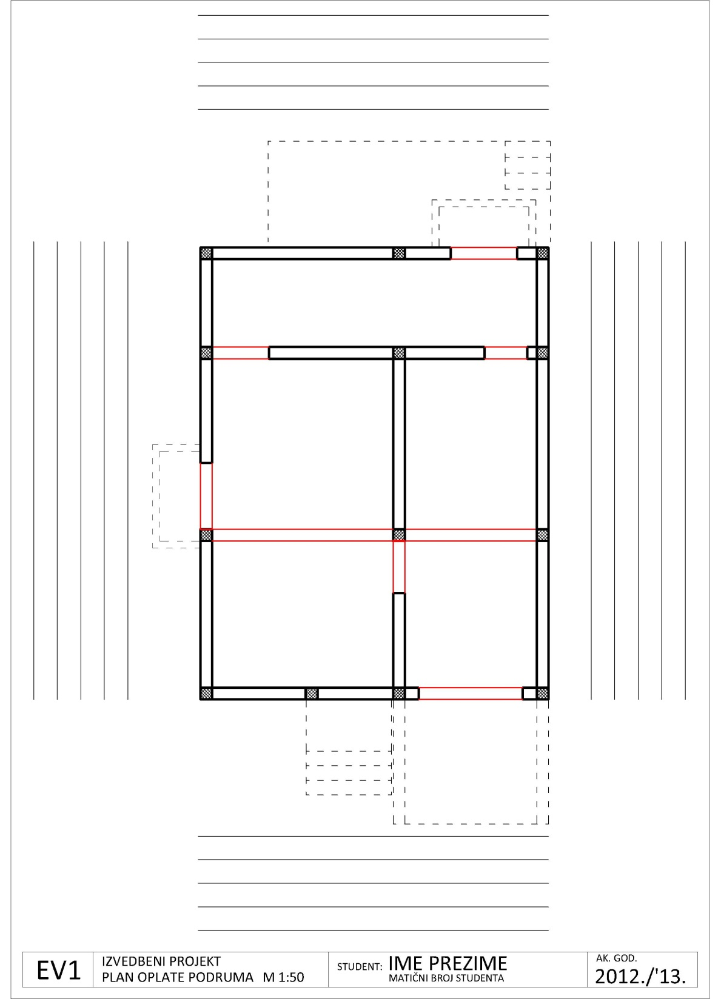 EV1
IZVEDBENI PROJEKT
PLAN OPLATE PODRUMA M 1:50
STUDENT: IME PREZIME
MATIČNI BROJ STUDENTA
AK. GOD.
2012./'13.